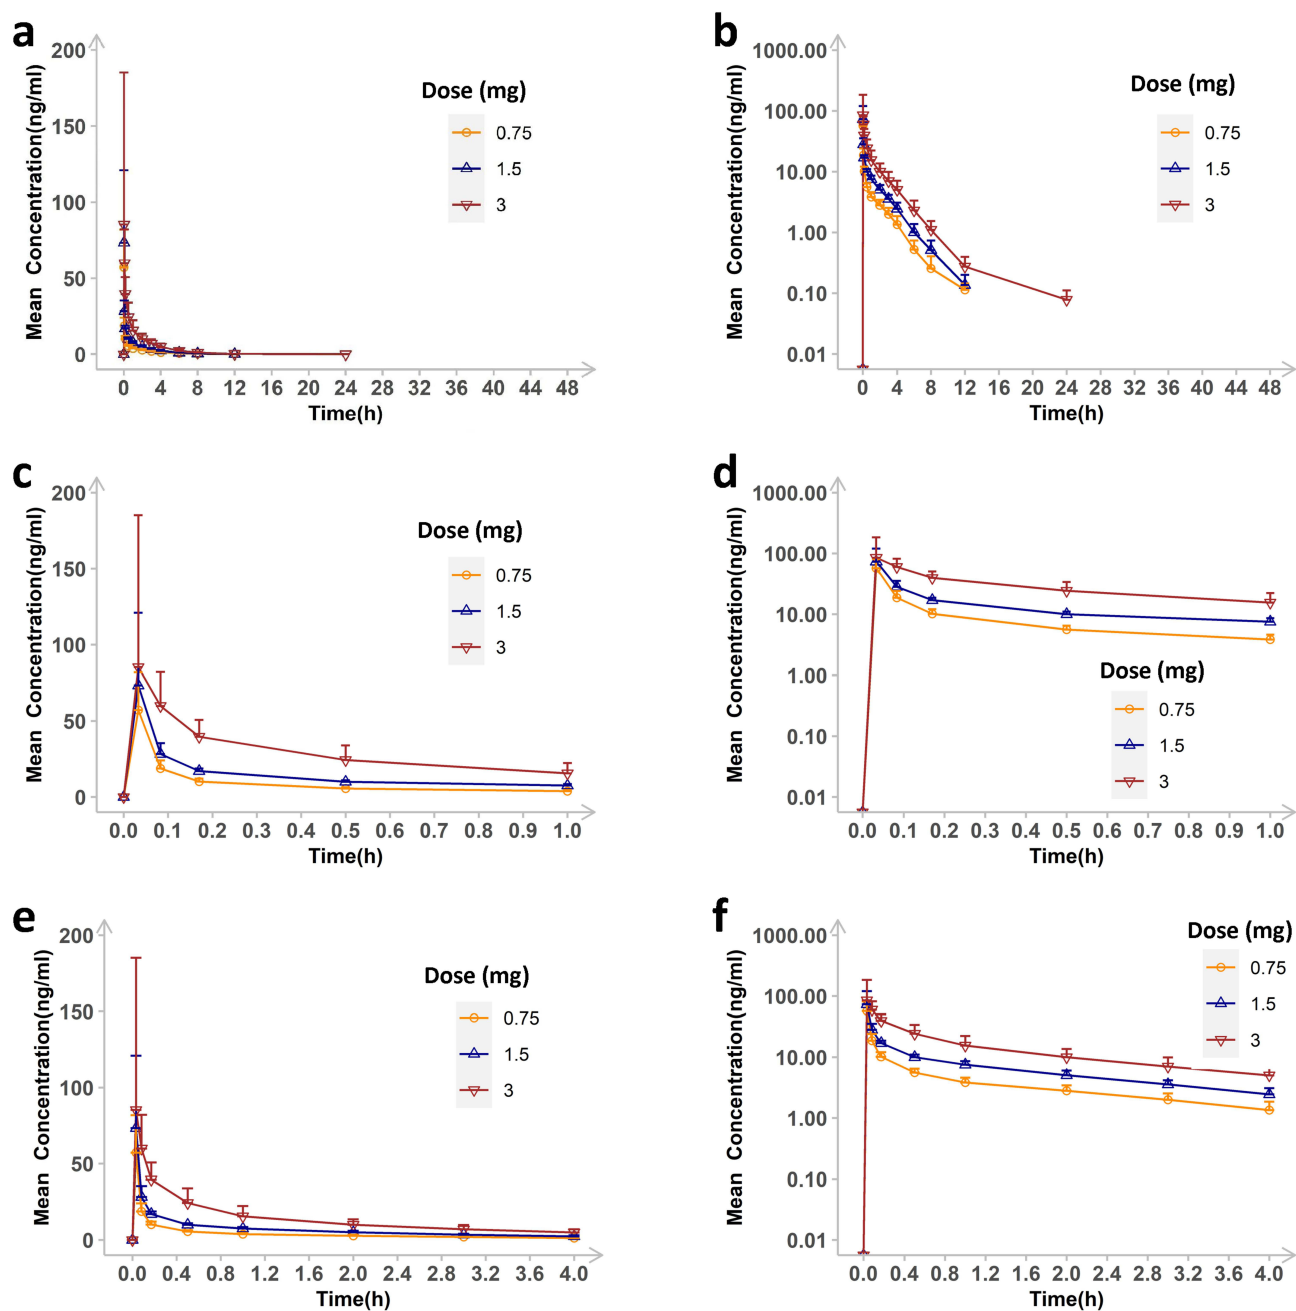 a
200
150
100
50
0
Mean Concentration(ng/ml)
Dose (mg)
0.75
1.5
3
0 4 8 12 16 20 24 28 32 36 40 44 48
Time(h)
b
1000.00
100.00
10.00
1.00
0.10
0.01
Mean Concentration(ng/ml)
Dose (mg)
0.75
1.5
3
0 4 8 12 16 20 24 28 32 36 40 44 48
Time(h)
c
200
150
100
50
0
Mean Concentration(ng/ml)
Dose (mg)
0.75
1.5
3
0.0 0.1 0.2 0.3 0.4 0.5 0.6 0.7 0.8 0.9 1.0
Time(h)
d
1000.00
100.00
10.00
1.00
0.10
0.01
Mean Concentration(ng/ml)
Dose (mg)
0.75
1.5
3
0.0 0.1 0.2 0.3 0.4 0.5 0.6 0.7 0.8 0.9 1.0
Time(h)
e
200
150
100
50
0
Mean Concentration(ng/ml)
Dose (mg)
0.75
1.5
3
0.0 0.4 0.8 1.2 1.6 2.0 2.4 2.8 3.2 3.6 4.0
Time(h)
f
1000.00
100.00
10.00
1.00
0.10
0.01
Mean Concentration(ng/ml)
Dose (mg)
0.75
1.5
3
0.0 0.4 0.8 1.2 1.6 2.0 2.4 2.8 3.2 3.6 4.0
Time(h)